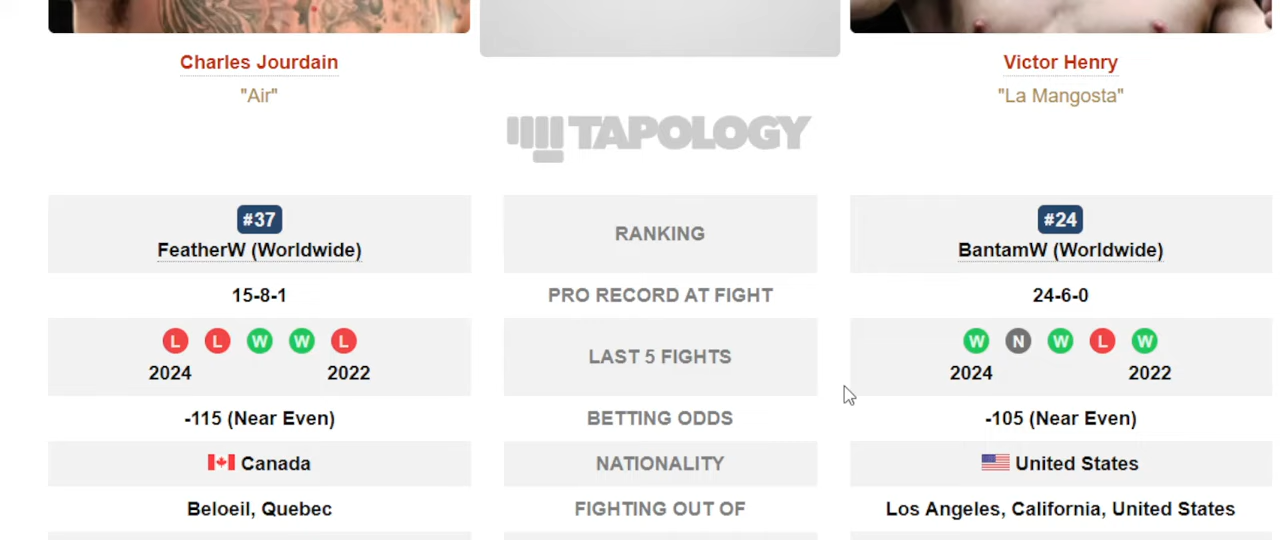 Charles Jourdain
Victor Henry
"Air"
"La Mangosta"
TAPOLOGY
#37
RANKING
#24
FeatherW (Worldwide)
BantamW (Worldwide)
15-8-1
PRO RECORD AT FIGHT
24-6-0
L L W W L
LAST 5 FIGHTS
W N W L W
2024 2022
2024 2022
-115 (Near Even)
BETTING ODDS
-105 (Near Even)
Canada
NATIONALITY
United States
Beloeil, Quebec
FIGHTING OUT OF
Los Angeles, California, United States